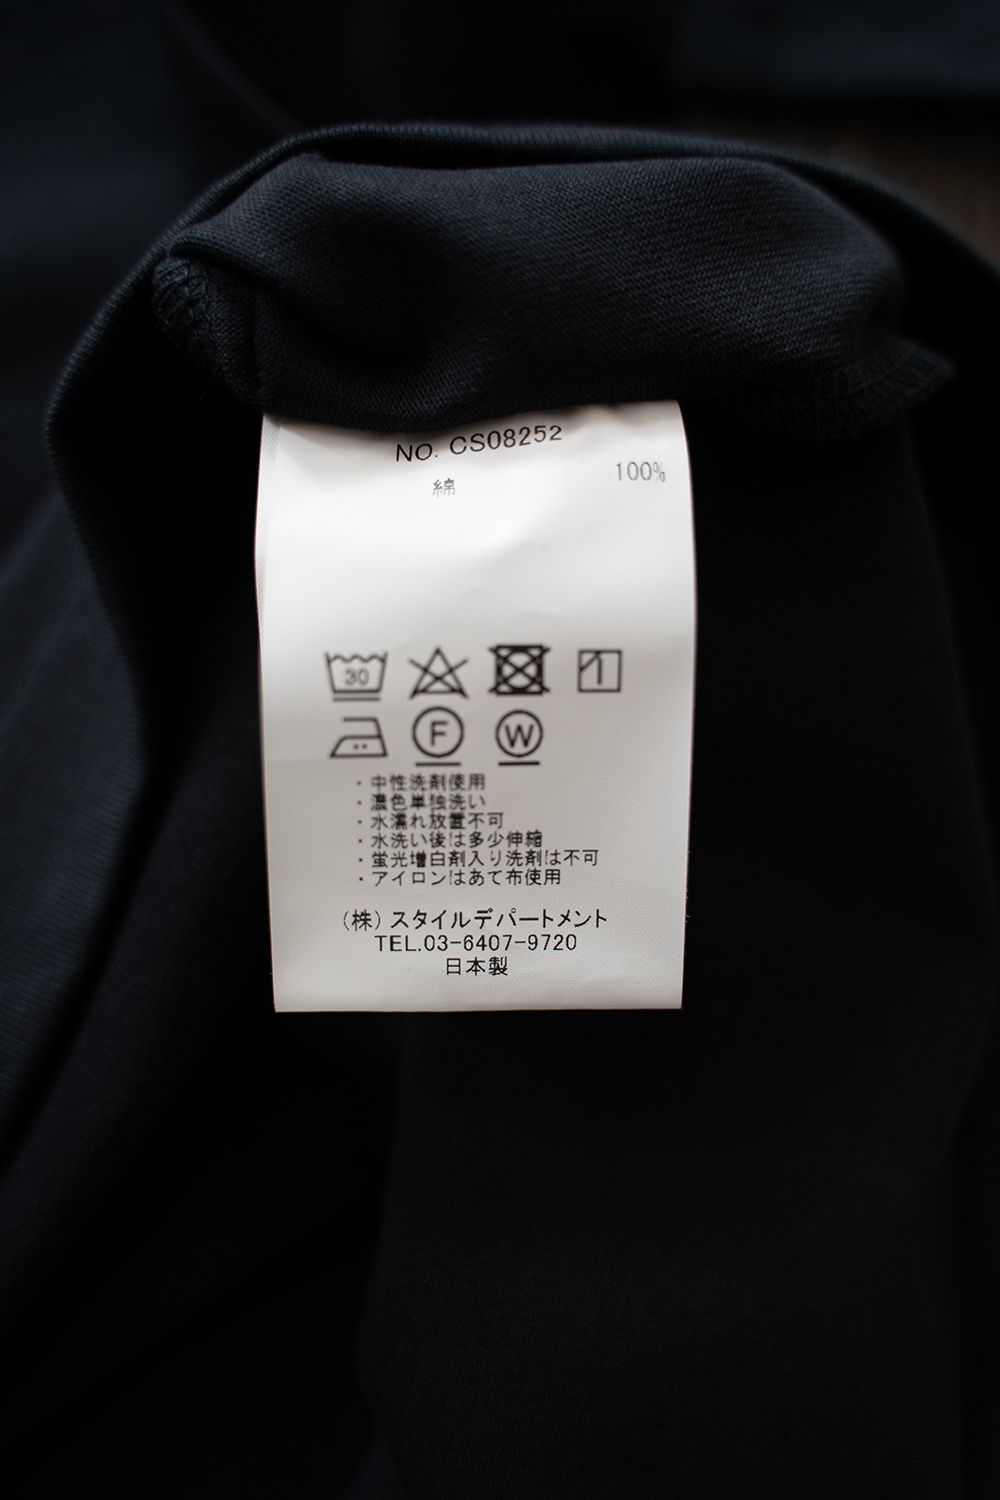 NO. CS08252
綿 100%
30
F W
・中性洗剤使用
・濃色単独洗い
・水濡れ放置不可
・水洗い後は多少伸縮
・蛍光増白剤入り洗剤は不可
・アイロンはあて布使用
(株)スタイルデパートメント
TEL.03-6407-9720
日本製